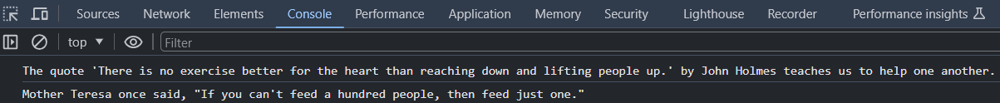 Sources Network Elements Console Performance Application Memory Security Lighthouse Recorder Performance insights
top Filter
The quote 'There is no exercise better for the heart than reaching down and lifting people up.' by John Holmes teaches us to help one another.
Mother Teresa once said, "If you can't feed a hundred people, then feed just one."